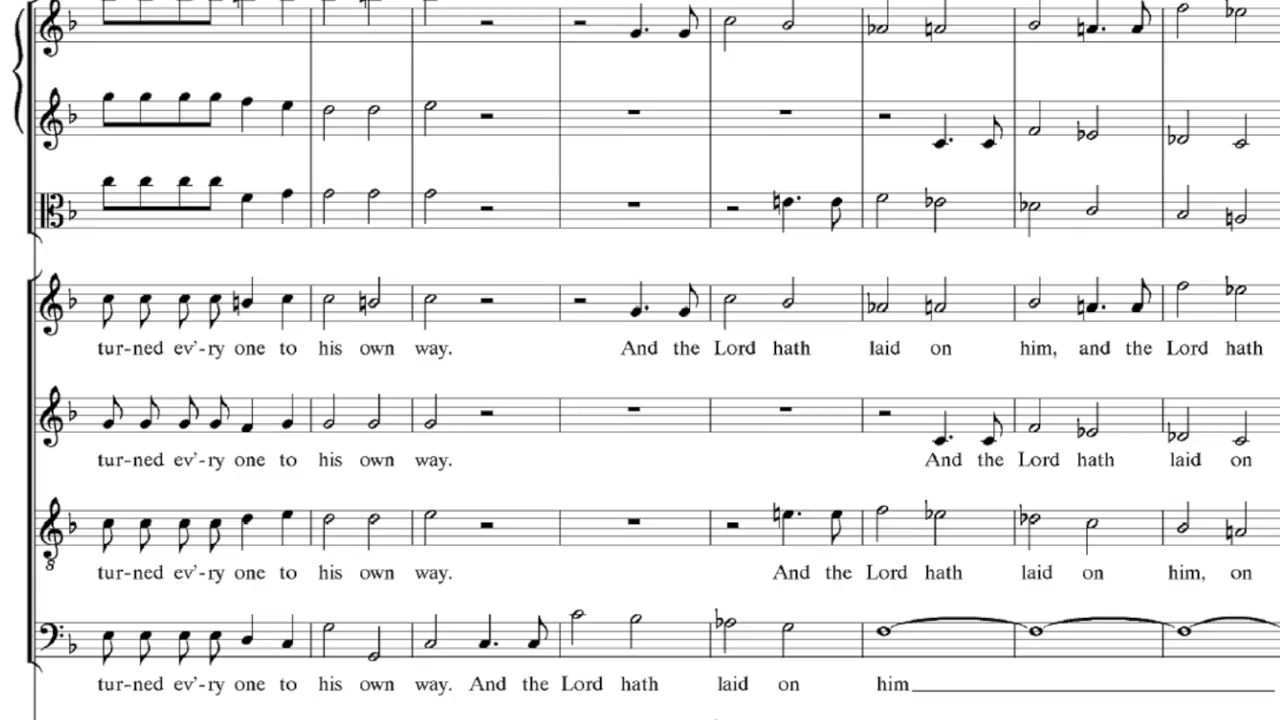 tur-ned ev'-ry one to his own way. And the Lord hath laid on him, and the Lord hath
tur-ned ev'-ry one to his own way. And the Lord hath laid on
8
tur-ned ev'-ry one to his own way. And the Lord hath laid on him, on
tur-ned ev'-ry one to his own way. And the Lord hath laid on him